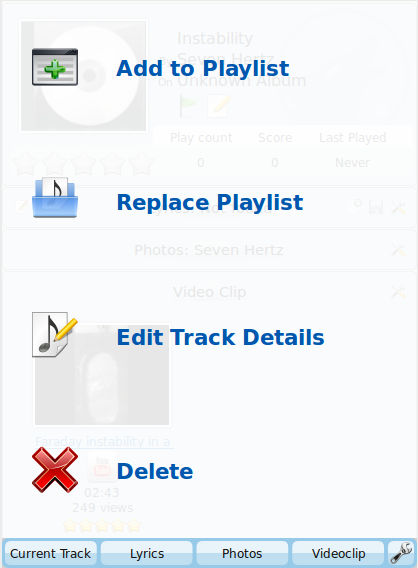 Instability
by Seven Hertz
Add to Playlist
on Unknown Album
Play count Score Last Played
0 0 Never
Replace Playlist
Photos: Seven Hertz
Video Clip
Edit Track Details
Faraday instability in a
Delete
02:43
249 views
Current Track Lyrics Photos Videoclip